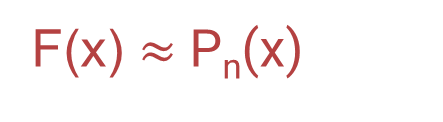 F(x) ≈ Pₙ(x)